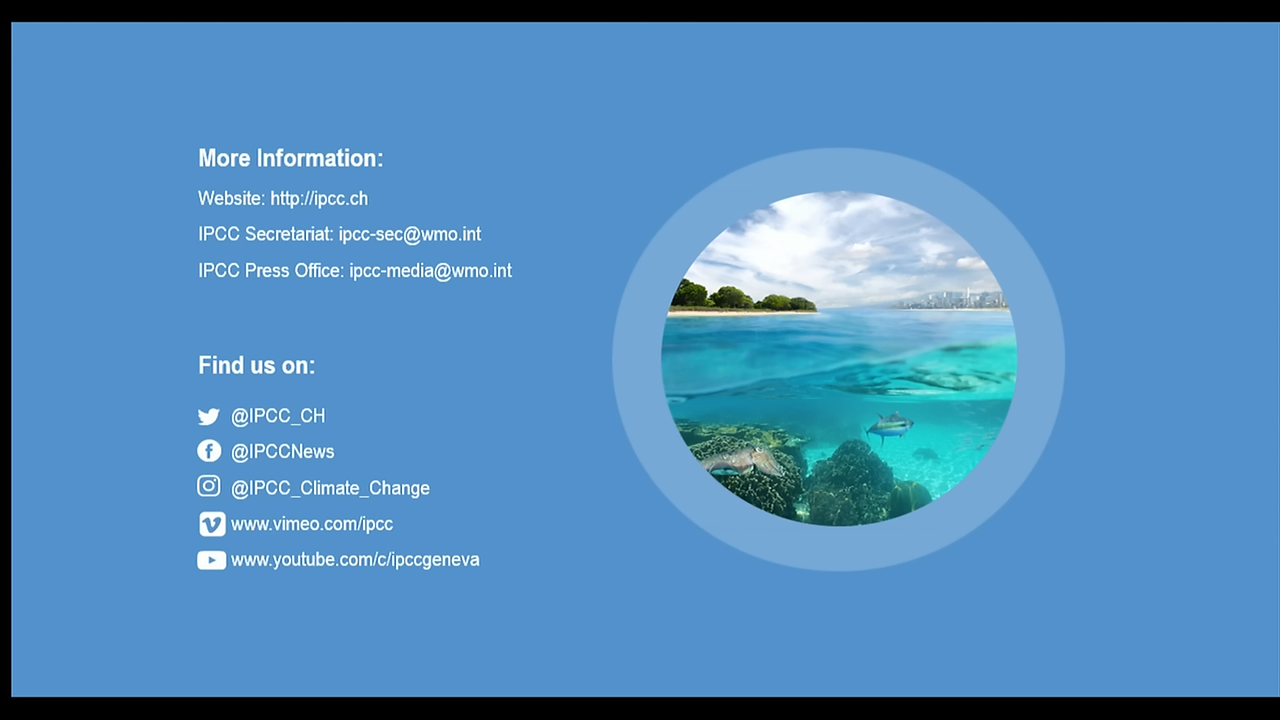 More Information:
Website: http://ipcc.ch
IPCC Secretariat: ipcc-sec@wmo.int
IPCC Press Office: ipcc-media@wmo.int
Find us on:
@IPCC_CH
@IPCCNews
@IPCC_Climate_Change
www.vimeo.com/ipcc
www.youtube.com/c/ipccgeneva